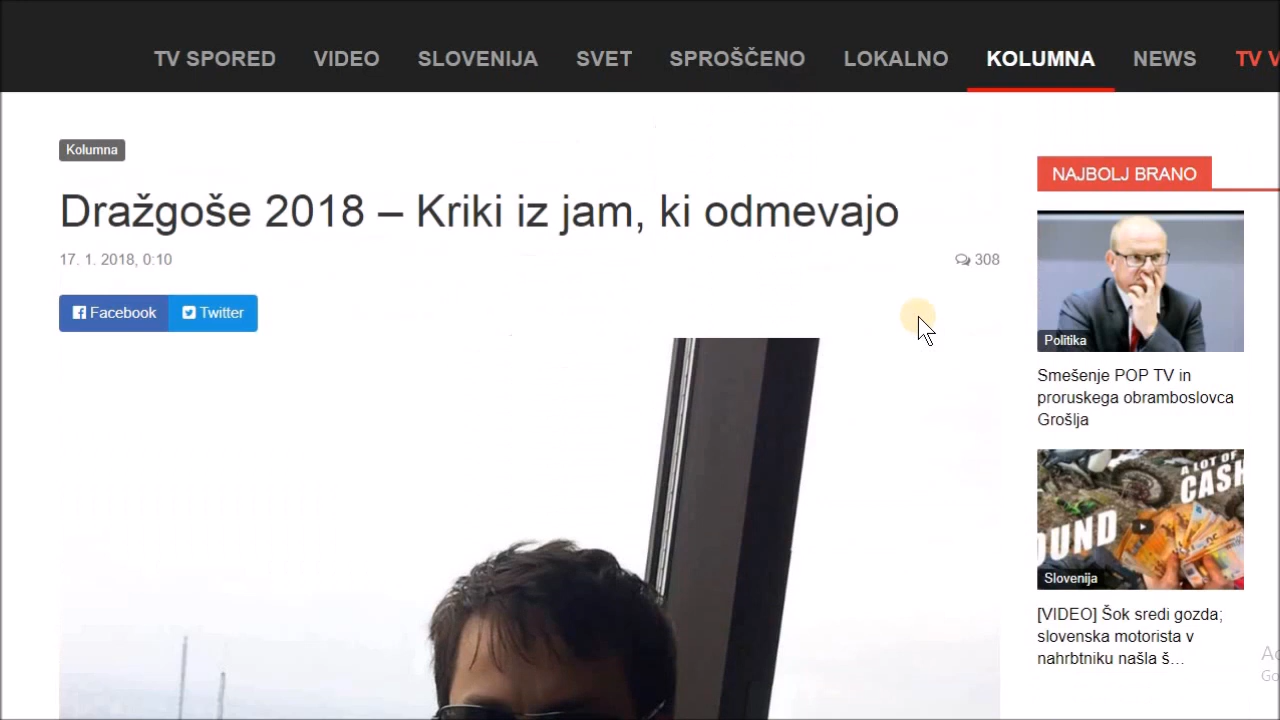 TV SPORED VIDEO SLOVENIJA SVET SPROŠČENO LOKALNO KOLUMNA NEWS TV V
Kolumna
Dražgoše 2018 – Kriki iz jam, ki odmevajo
17. 1. 2018, 0:10
308
Facebook Twitter
NAJBOLJ BRANO
Politika
Smešenje POP TV in
proruskega obramboslovca
Grošlja
A LOT OF
CASH
OUND
Slovenija
[VIDEO] Šok sredi gozda;
slovenska motorista v
nahrbtniku našla š...